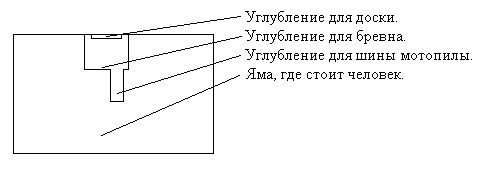 Углубление для доски.
Углубление для бревна.
Углубление для шины мотопилы.
Яма, где стоит человек.